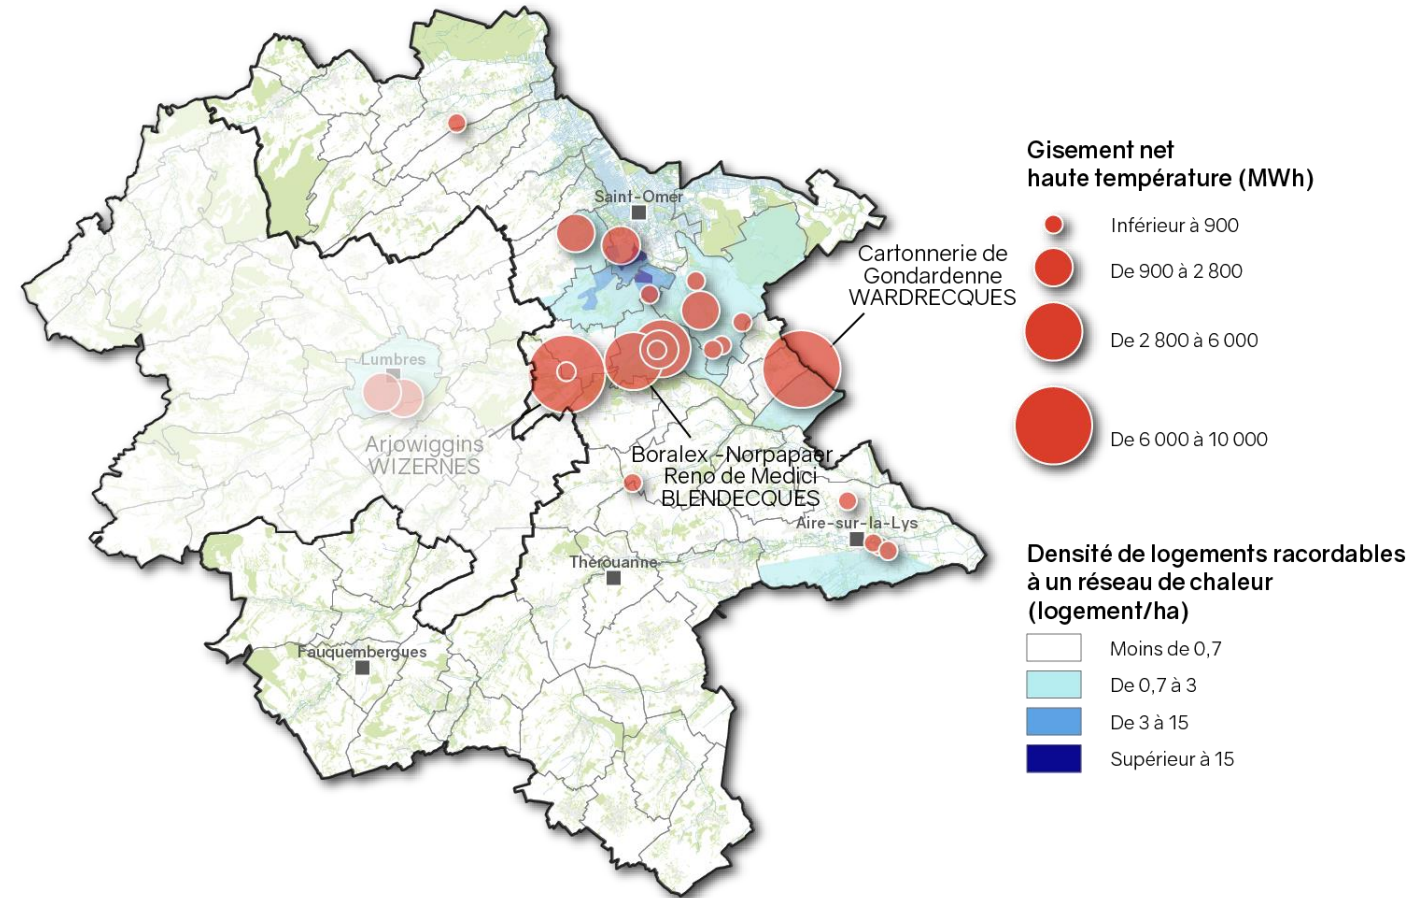 Saint-Omer
Cartonnerie de
Gondardenne
WARDRECQUES
Lumbres
Arjowiggins
WIZERNES
Boralex -Norpapaer
Reno de Medici
BLENDECQUES
Aire-sur-la-Lys
Thérouanne
Fauquembergues
Gisement net
haute température (MWh)
Inférieur à 900
De 900 à 2 800
De 2 800 à 6 000
De 6 000 à 10 000
Densité de logements racordables
à un réseau de chaleur
(logement/ha)
Moins de 0,7
De 0,7 à 3
De 3 à 15
Supérieur à 15